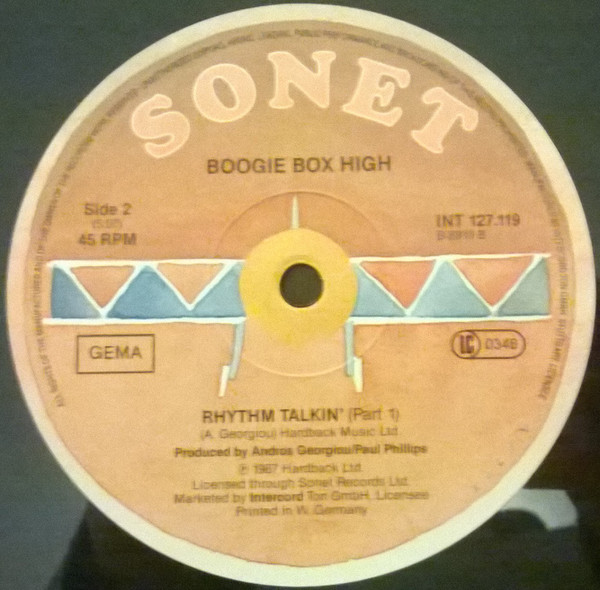 SONET
BOOGIE BOX HIGH
Side 2
45 RPM
INT 127.119
GEMA
LC 0348
RHYTHM TALKIN' (Part 1)
(A. Georgiou) Hardback Music Ltd.
Produced by Andros Georgiou/Paul Phillips
℗ 1987 Hardback Ltd.
Licensed through Sonet Records Ltd.
Marketed by Intercord Ton GmbH, Licensee
Printed in W. Germany